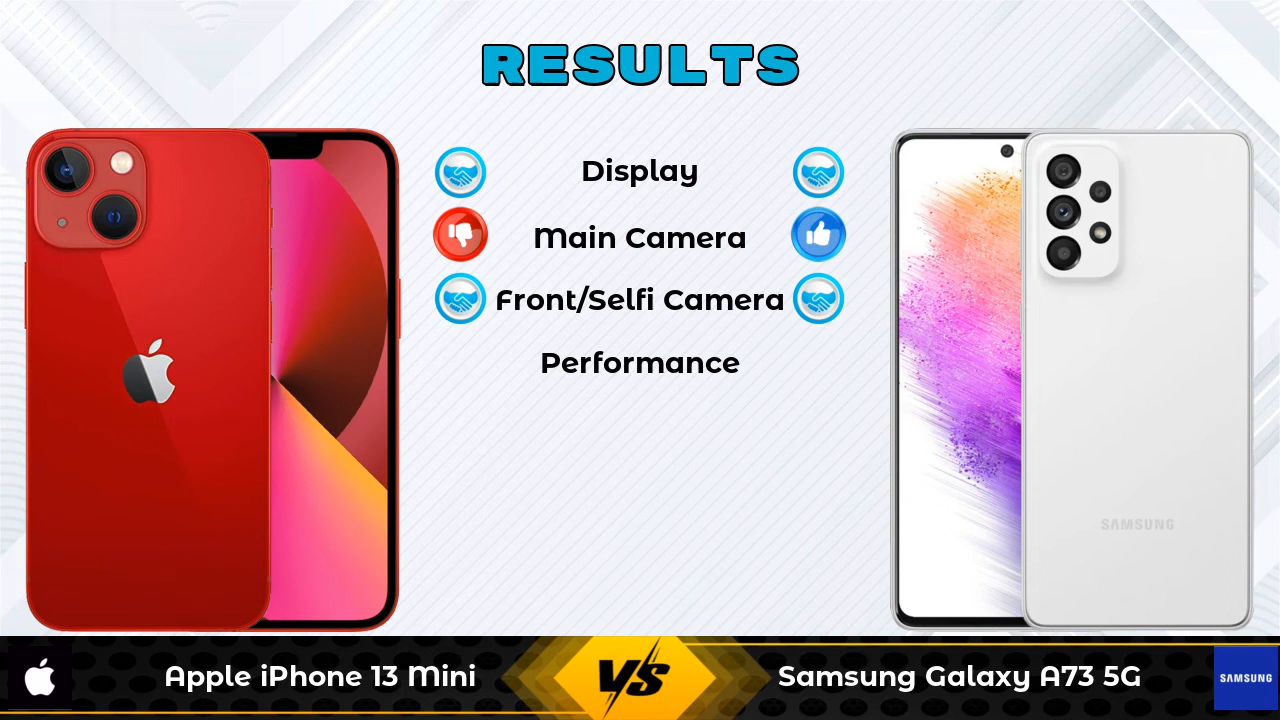 RESULTS
Display
Main Camera
Front/Selfi Camera
Performance
SAMSUNG
Apple iPhone 13 Mini
VS
Samsung Galaxy A73 5G
SAMSUNG